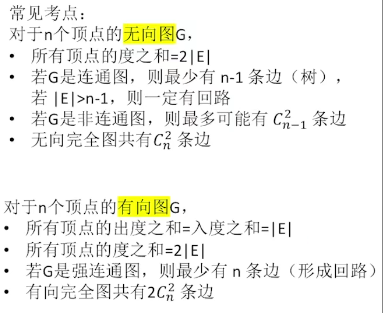 常见考点：
对于n个顶点的无向图G，
• 所有顶点的度之和=2|E|
• 若G是连通图，则最少有 n-1 条边（树），
若 |E|>n-1，则一定有回路
• 若G是非连通图，则最多可能有 $C_{n-1}^{2}$ 条边
• 无向完全图共有$C_{n}^{2}$条边
对于n个顶点的有向图G，
• 所有顶点的出度之和=入度之和=|E|
• 所有顶点的度之和=2|E|
• 若G是强连通图，则最少有 n 条边（形成回路）
• 有向完全图共有$2C_{n}^{2}$条边